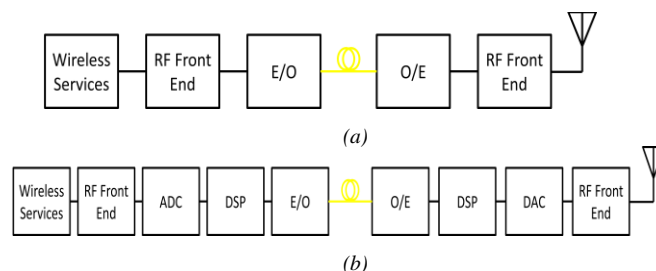 Wireless Services
RF Front End
E/O
O/E
RF Front End
(a)
Wireless Services
RF Front End
ADC
DSP
E/O
O/E
DSP
DAC
RF Front End
(b)